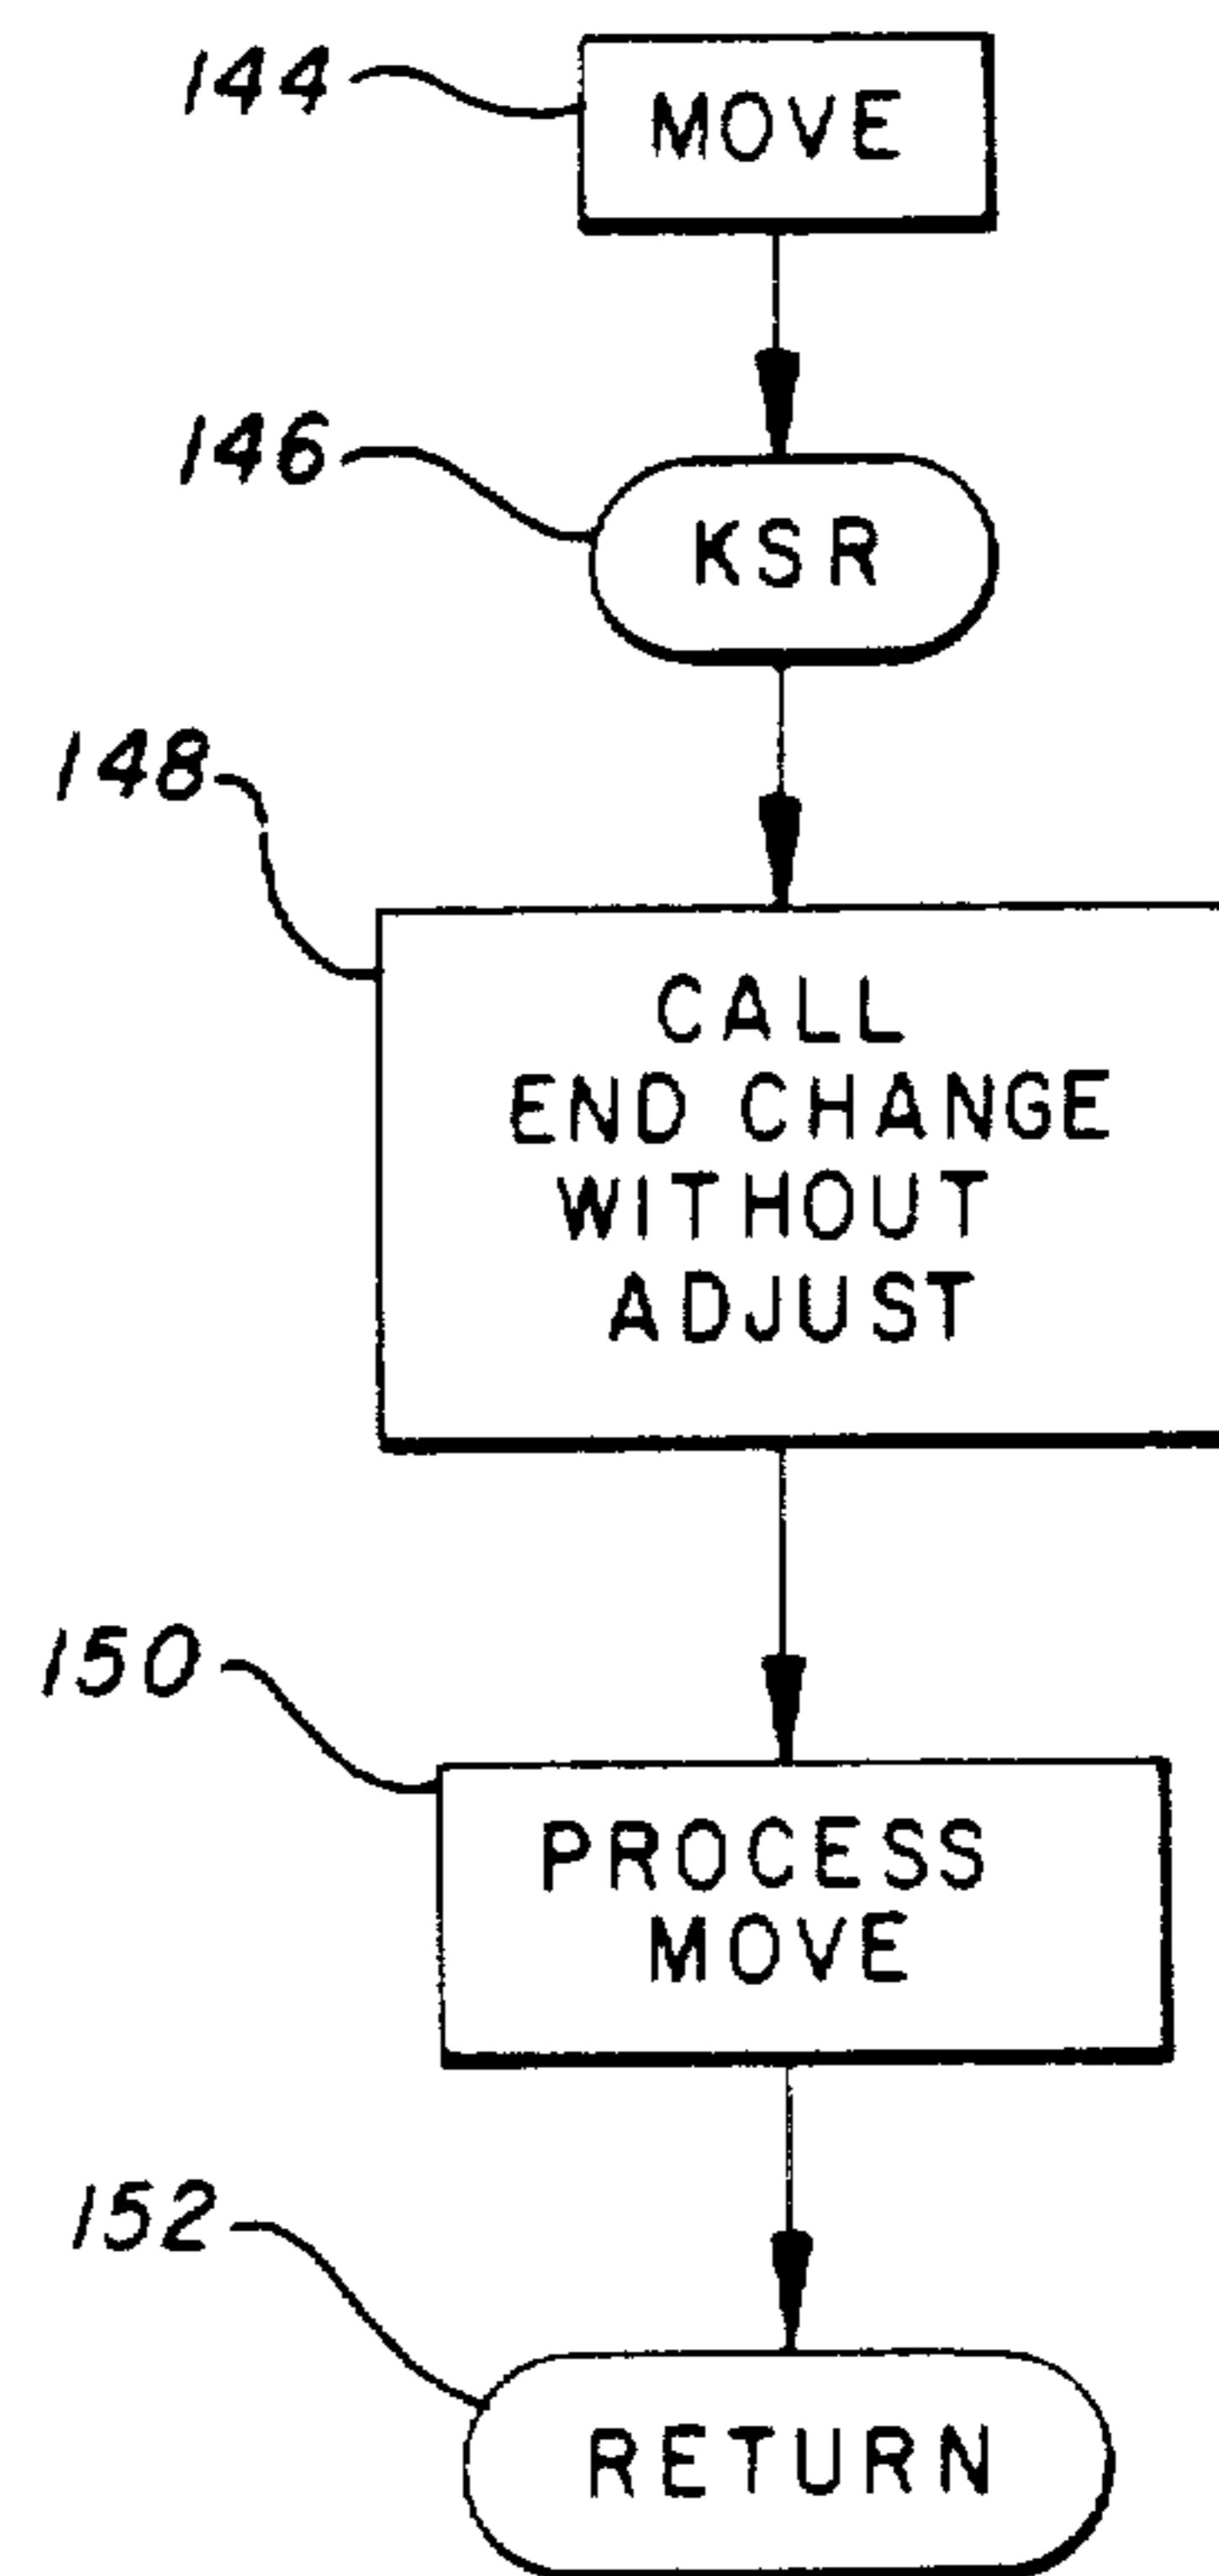 144
MOVE
146
KSR
148
CALL
END CHANGE
WITHOUT
ADJUST
150
PROCESS
MOVE
152
RETURN